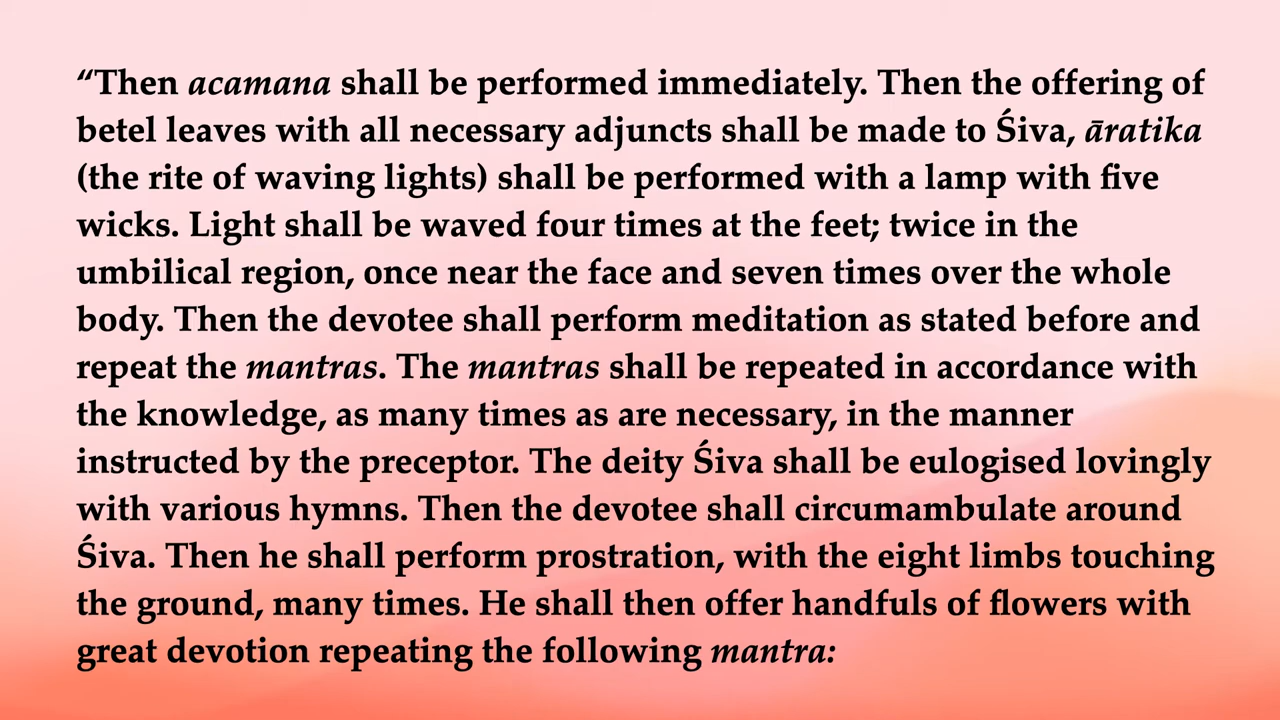 “Then acamana shall be performed immediately. Then the offering of
betel leaves with all necessary adjuncts shall be made to Śiva, āratika
(the rite of waving lights) shall be performed with a lamp with five
wicks. Light shall be waved four times at the feet; twice in the
umbilical region, once near the face and seven times over the whole
body. Then the devotee shall perform meditation as stated before and
repeat the mantras. The mantras shall be repeated in accordance with
the knowledge, as many times as are necessary, in the manner
instructed by the preceptor. The deity Śiva shall be eulogised lovingly
with various hymns. Then the devotee shall circumambulate around
Śiva. Then he shall perform prostration, with the eight limbs touching
the ground, many times. He shall then offer handfuls of flowers with
great devotion repeating the following mantra: